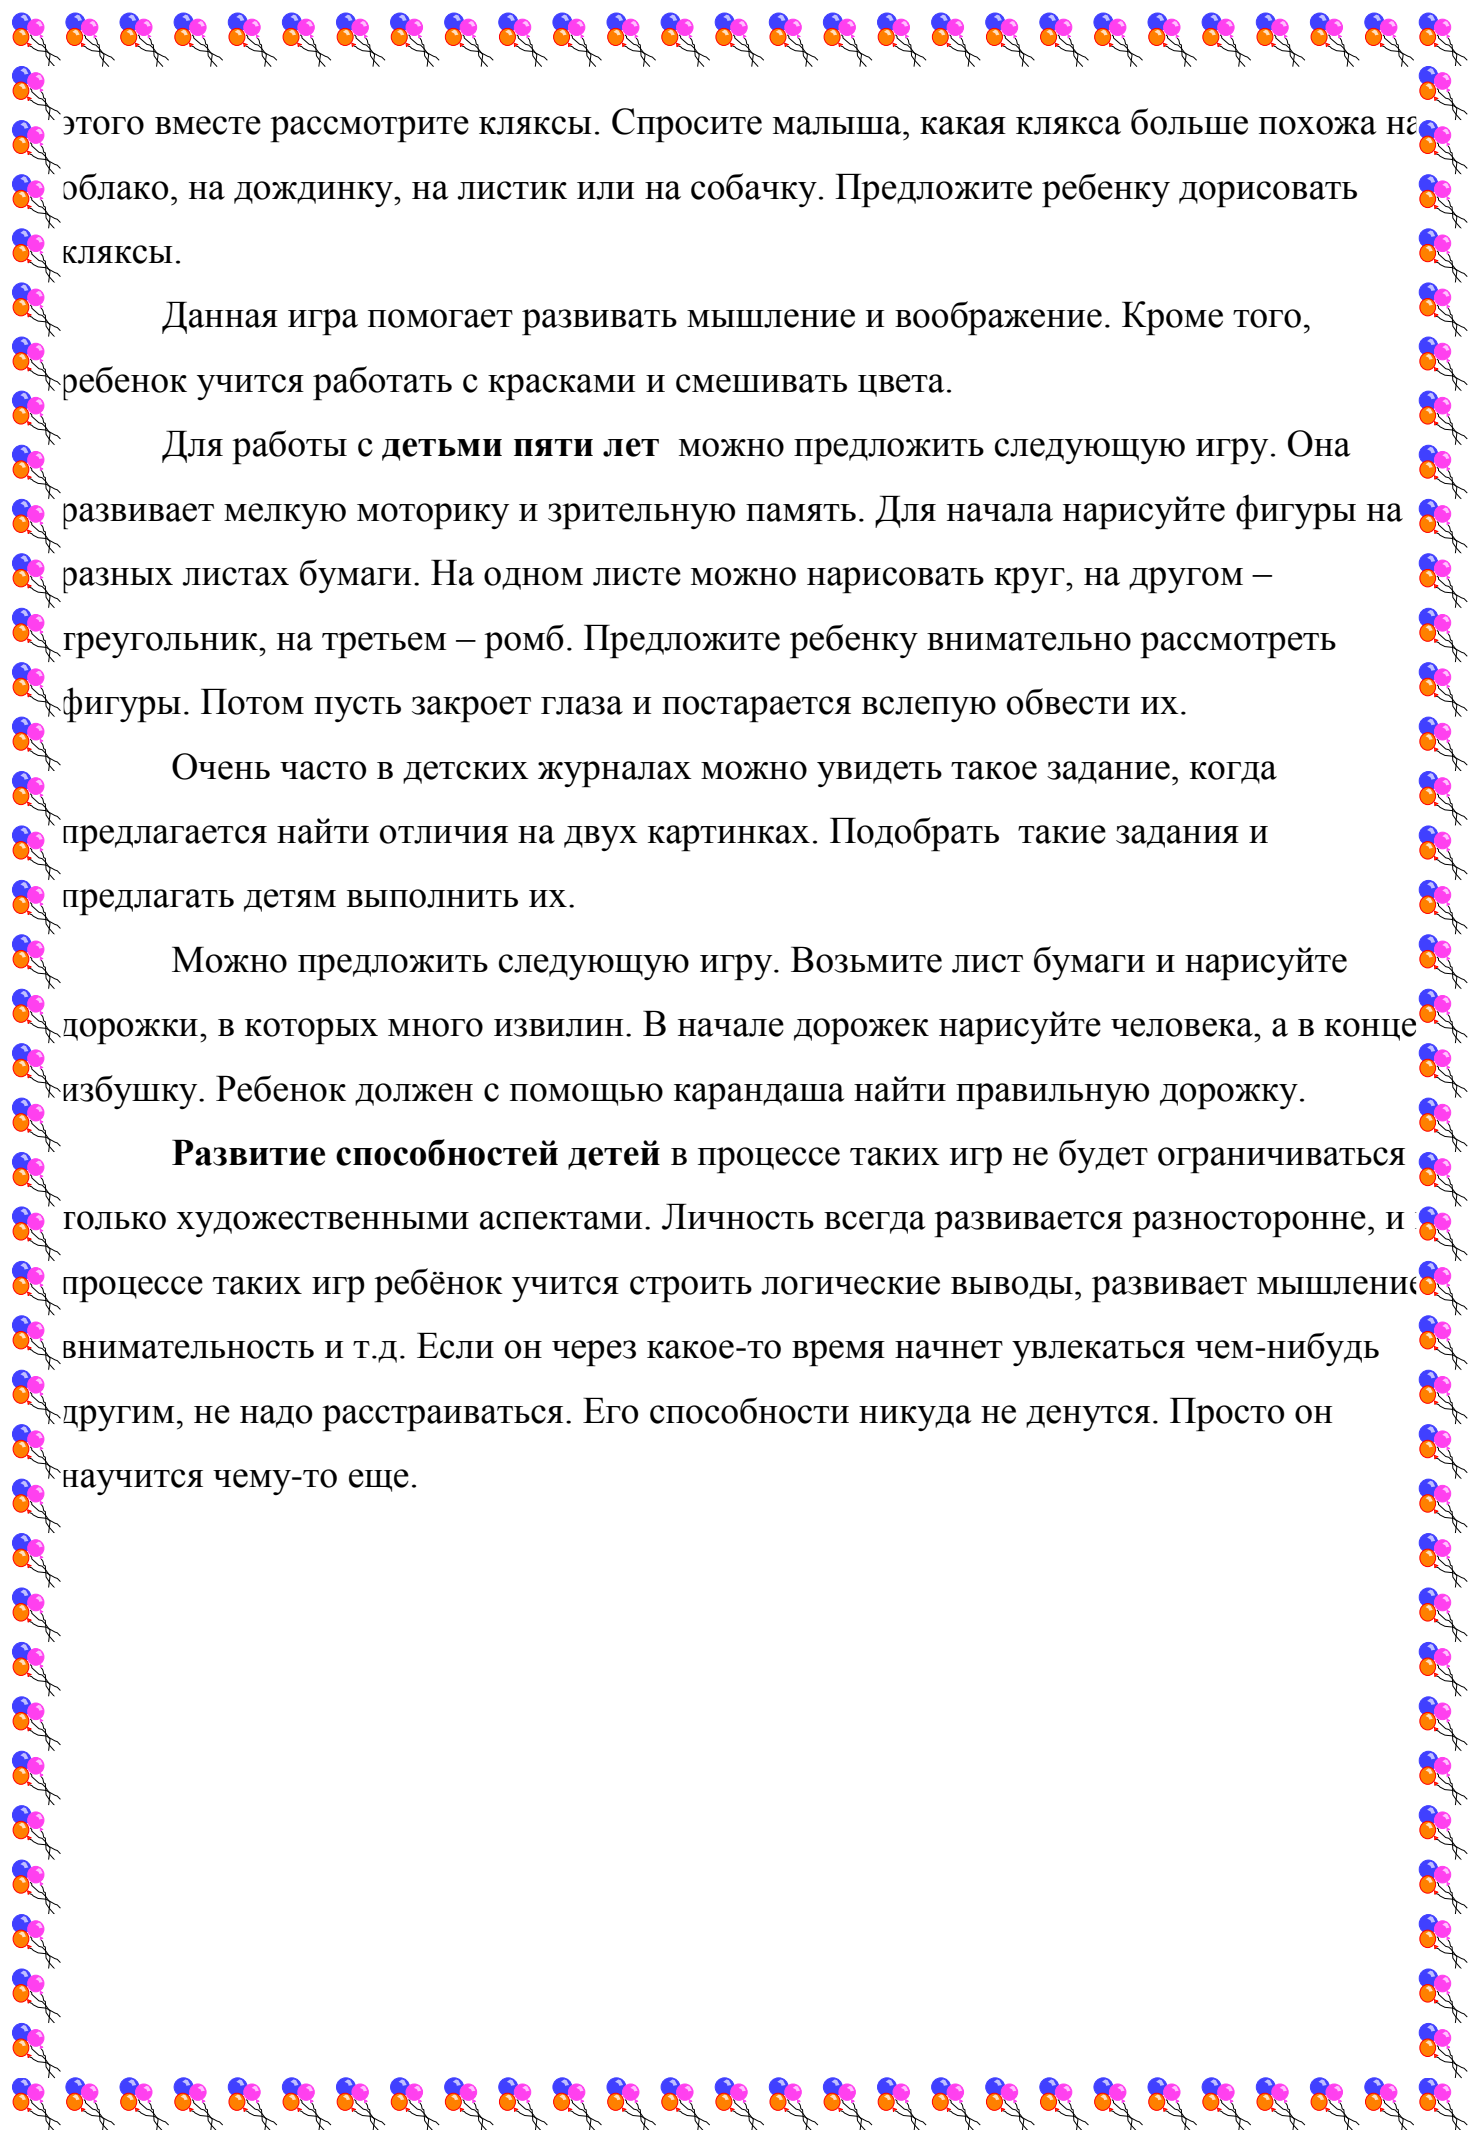 этого вместе рассмотрите кляксы. Спросите малыша, какая клякса больше похожа на
облако, на дождинку, на листик или на собачку. Предложите ребенку дорисовать
кляксы.
Данная игра помогает развивать мышление и воображение. Кроме того,
ребенок учится работать с красками и смешивать цвета.
Для работы с детьми пяти лет можно предложить следующую игру. Она
развивает мелкую моторику и зрительную память. Для начала нарисуйте фигуры на
разных листах бумаги. На одном листе можно нарисовать круг, на другом –
треугольник, на третьем – ромб. Предложите ребенку внимательно рассмотреть
фигуры. Потом пусть закроет глаза и постарается вслепую обвести их.
Очень часто в детских журналах можно увидеть такое задание, когда
предлагается найти отличия на двух картинках. Подобрать такие задания и
предлагать детям выполнить их.
Можно предложить следующую игру. Возьмите лист бумаги и нарисуйте
дорожки, в которых много извилин. В начале дорожек нарисуйте человека, а в конце
избушку. Ребенок должен с помощью карандаша найти правильную дорожку.
Развитие способностей детей в процессе таких игр не будет ограничиваться
только художественными аспектами. Личность всегда развивается разносторонне, и
процессе таких игр ребёнок учится строить логические выводы, развивает мышление
внимательность и т.д. Если он через какое-то время начнет увлекаться чем-нибудь
другим, не надо расстраиваться. Его способности никуда не денутся. Просто он
научится чему-то еще.